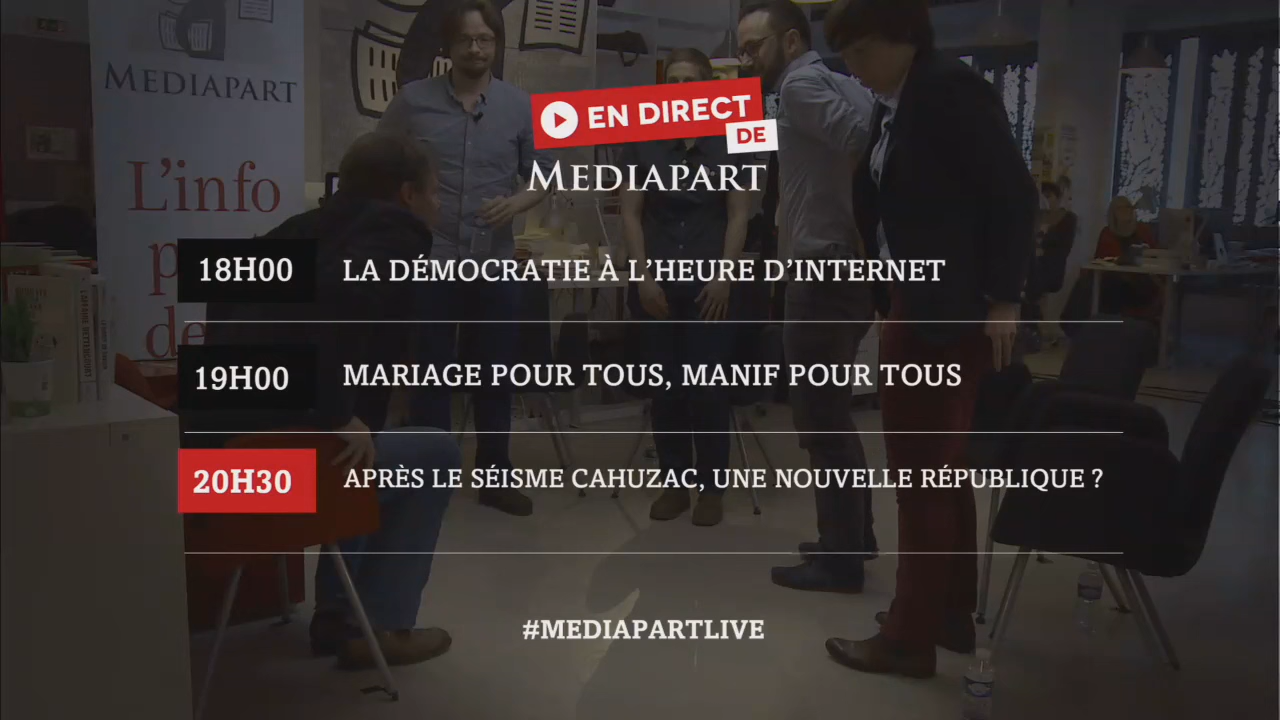 MEDIAPART
L'info
EN DIRECT
DE
MEDIAPART
18H00 LA DÉMOCRATIE À L'HEURE D'INTERNET
19H00 MARIAGE POUR TOUS, MANIF POUR TOUS
20H30 APRÈS LE SÉISME CAHUZAC, UNE NOUVELLE RÉPUBLIQUE ?
#MEDIAPARTLIVE